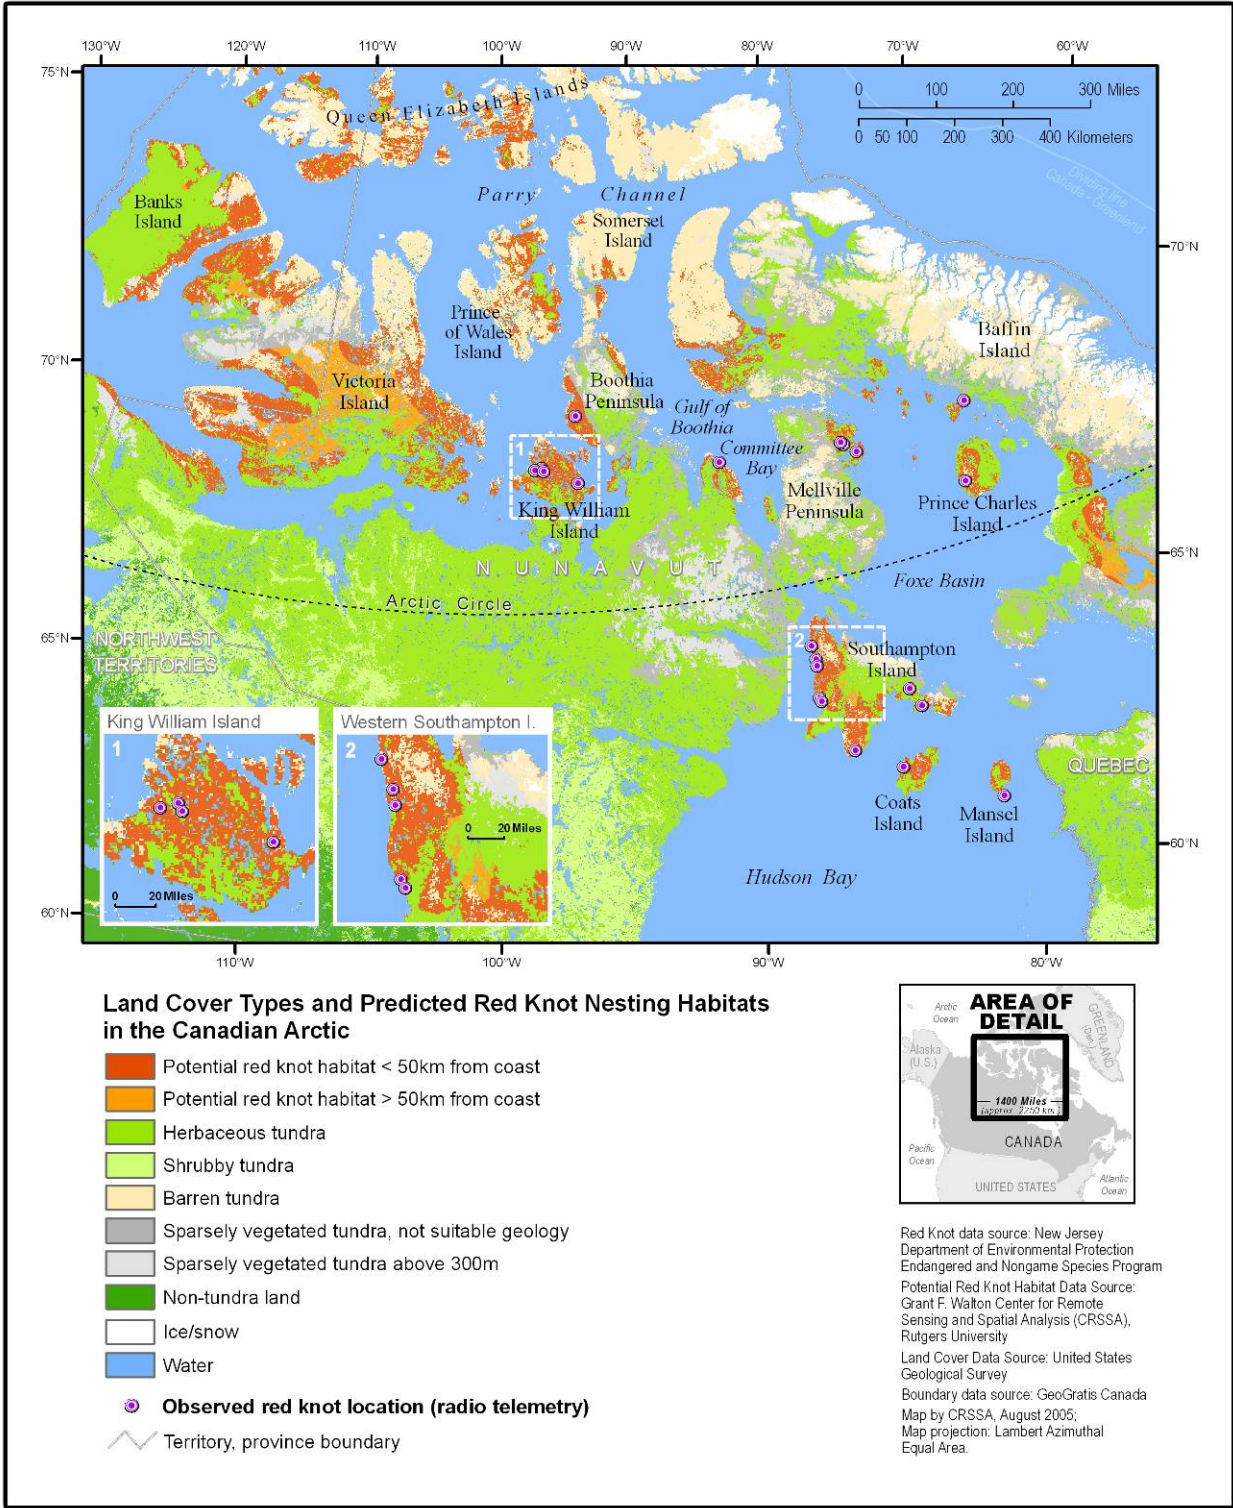 130°W 120°W 110°W 100°W 90°W 80°W 70°W 60°W
75°N
0 100 200 300 Miles
0 50 100 200 300 400 Kilometers
Queen Elizabeth Islands
Dividing line
Canada - Greenland
Parry Channel
Banks
Island
Somerset
Island
70°N
Prince
of Wales
Island
Baffin
Island
70°N
Victoria
Island
Boothia
Peninsula
Gulf of
Boothia
Committee
Bay
1
King William
Island
Mellville
Peninsula
Prince Charles
Island
65°N
NUNAVUT
Foxe Basin
Arctic Circle
65°N
NORTHWEST
TERRITORIES
2
Southampton
Island
King William Island
1
0 20 Miles
Western Southampton I.
2
0 20 Miles
QUEBEC
Coats
Island
Mansel
Island
60°N
Hudson Bay
60°N
110°W 100°W 90°W 80°W
Land Cover Types and Predicted Red Knot Nesting Habitats
in the Canadian Arctic
Potential red knot habitat < 50km from coast
Potential red knot habitat > 50km from coast
Herbaceous tundra
Shrubby tundra
Barren tundra
Sparsely vegetated tundra, not suitable geology
Sparsely vegetated tundra above 300m
Non-tundra land
Ice/snow
Water
Observed red knot location (radio telemetry)
Territory, province boundary
AREA OF
DETAIL
Arctic
Ocean
GREENLAND
(Den.)
Alaska
(U.S.)
1400 Miles
(approx. 2250 km)
CANADA
Pacific
Ocean
Atlantic
Ocean
UNITED STATES
Red Knot data source: New Jersey
Department of Environmental Protection
Endangered and Nongame Species Program
Potential Red Knot Habitat Data Source:
Grant F. Walton Center for Remote
Sensing and Spatial Analysis (CRSSA),
Rutgers University
Land Cover Data Source: United States
Geological Survey
Boundary data source: GeoGratis Canada
Map by CRSSA, August 2005;
Map projection: Lambert Azimuthal
Equal Area.